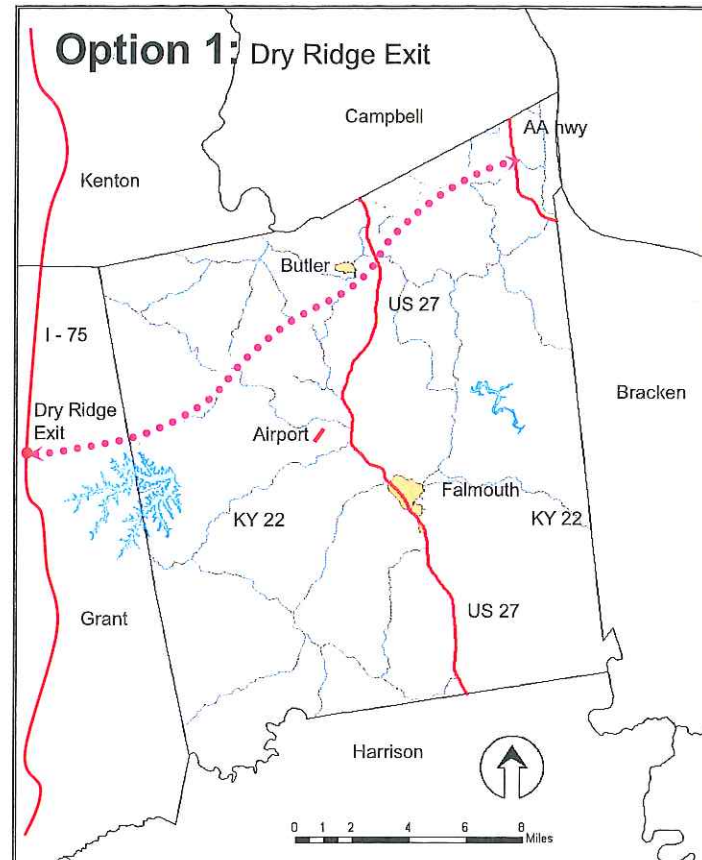 Option 1: Dry Ridge Exit
Campbell
AA hwy
Kenton
Butler
US 27
I - 75
Bracken
Dry Ridge
Exit
Airport
Falmouth
KY 22
KY 22
Grant
US 27
Harrison
0 1 2 4 6 8
Miles